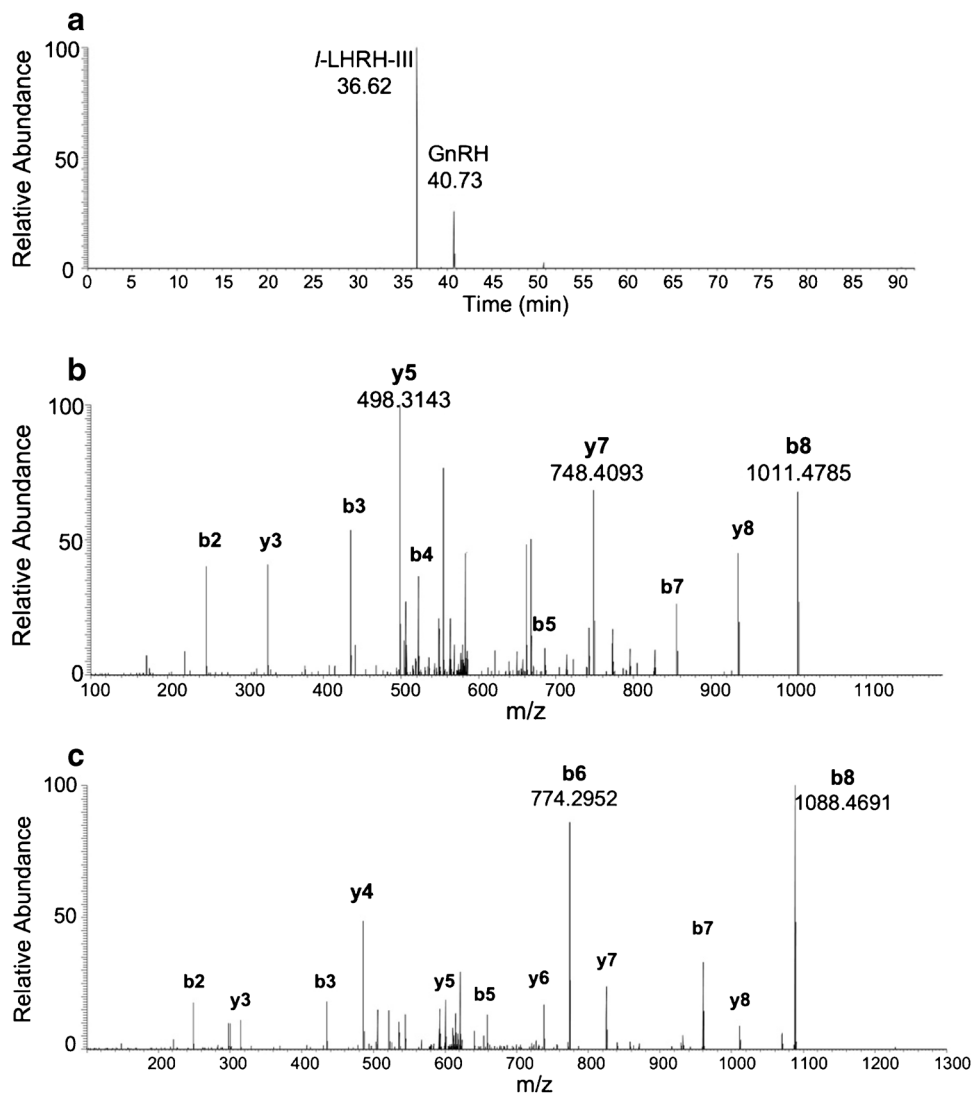 a
Relative Abundance
100
50
0
l-LHRH-III
36.62
GnRH
40.73
0 5 10 15 20 25 30 35 40 45 50 55 60 65 70 75 80 85 90
Time (min)
b
Relative Abundance
100
50
0
y5
498.3143
y7
748.4093
b8
1011.4785
b2
y3
b3
b4
b5
b7
y8
100 200 300 400 500 600 700 800 900 1000 1100
m/z
c
Relative Abundance
100
50
0
b6
774.2952
b8
1088.4691
y4
b2
y3
b3
y5
b5
y6
y7
b7
y8
200 300 400 500 600 700 800 900 1000 1100 1200 1300
m/z